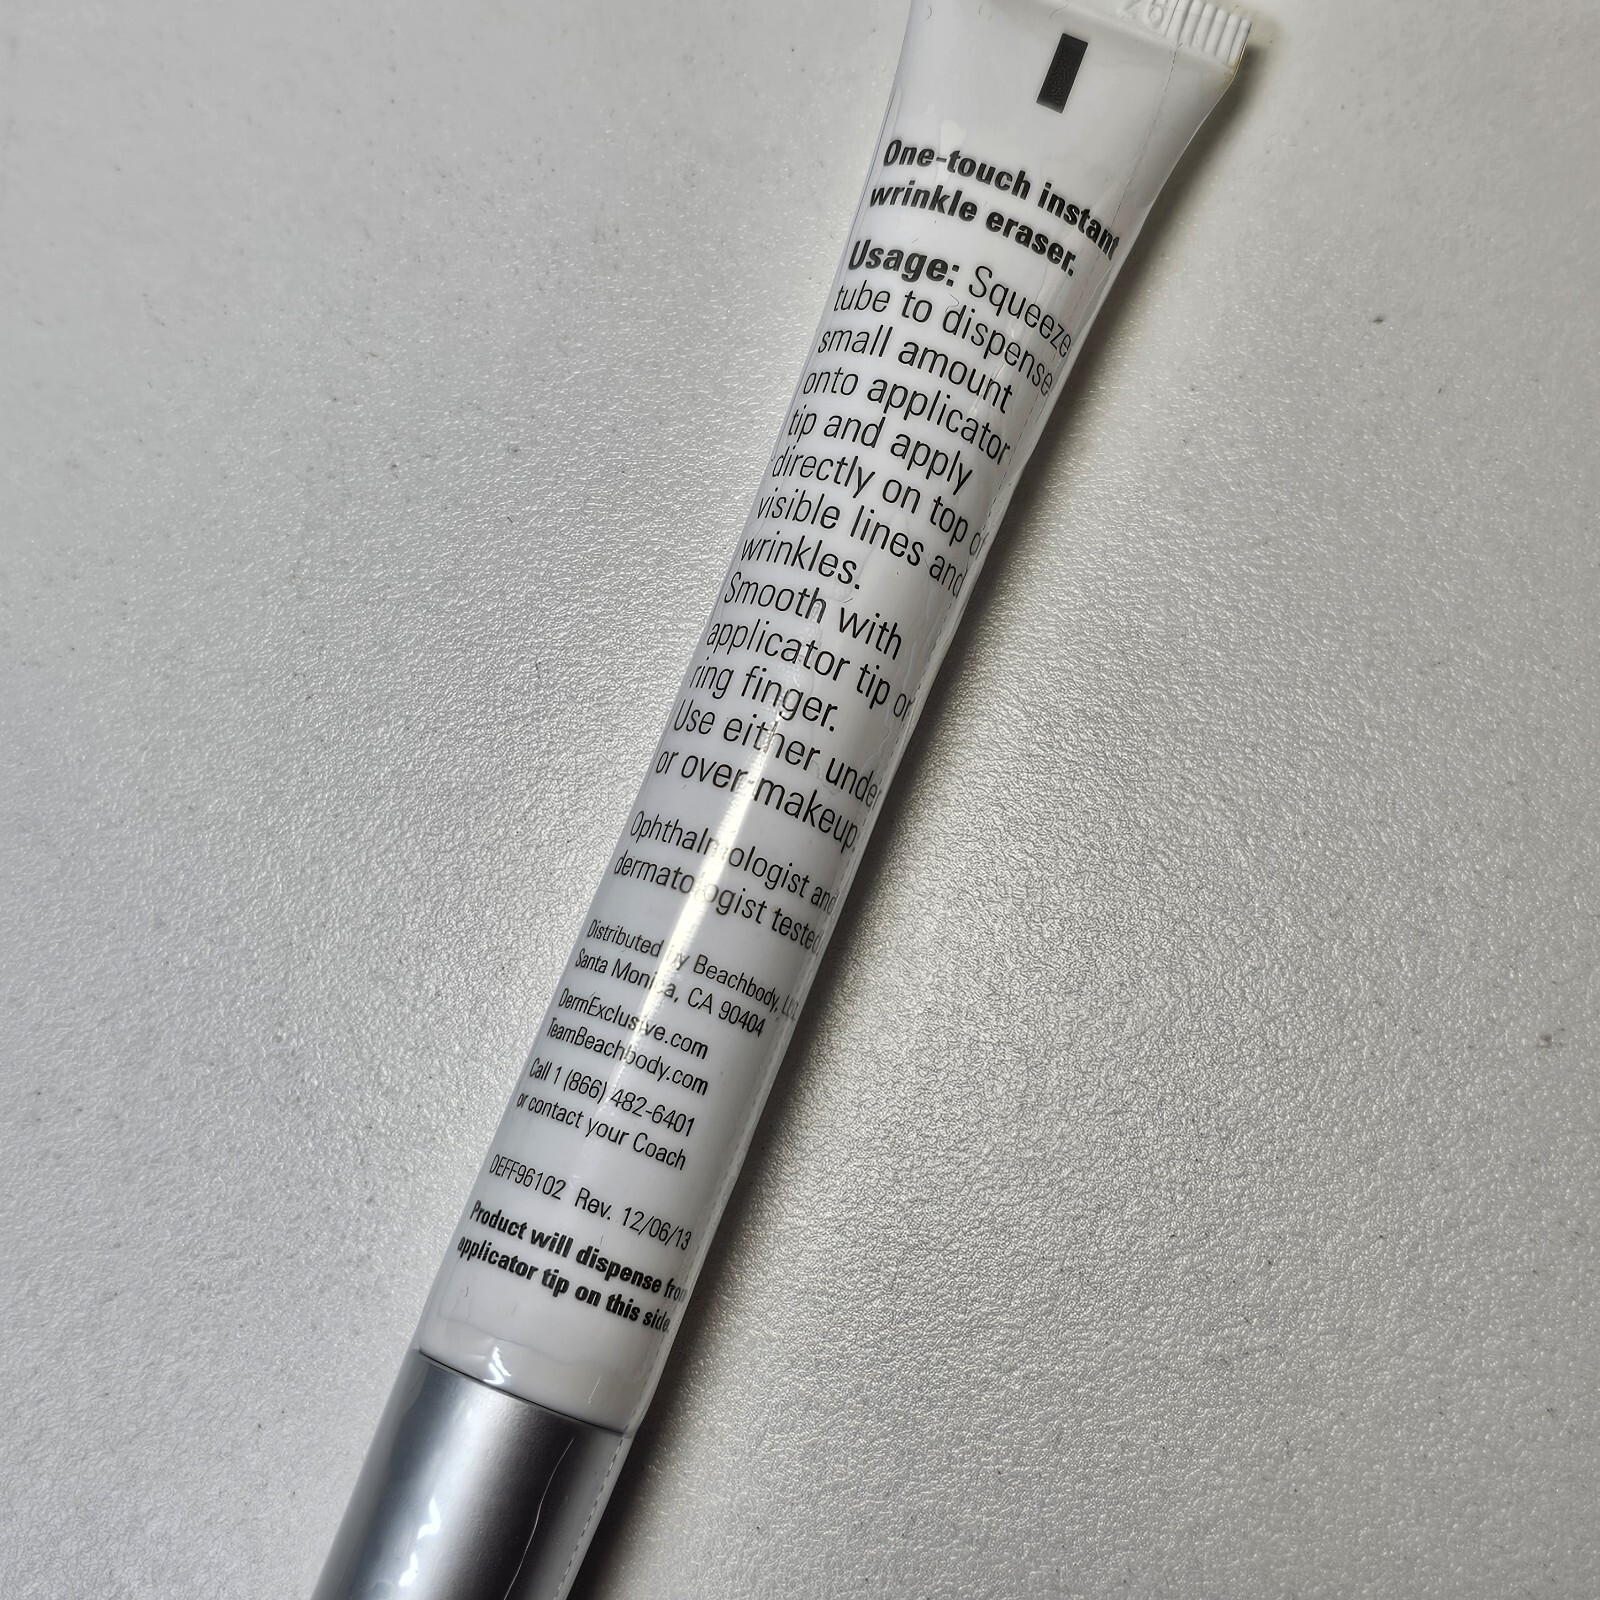 One-touch instant
wrinkle eraser.
Usage: Squeeze
tube to dispense
small amount
onto applicator
tip and apply
directly on top of
visible lines and
wrinkles.
Smooth with
applicator tip or
ring finger.
Use either under
or over makeup.
Ophthalmologist and
dermatologist tested.
Distributed by Beachbody, LLC
Santa Monica, CA 90404
DermExclusive.com
TeamBeachbody.com
Call 1 (866) 482-6401
or contact your Coach
DEFF96102 Rev. 12/06/13
Product will dispense from
applicator tip on this side.